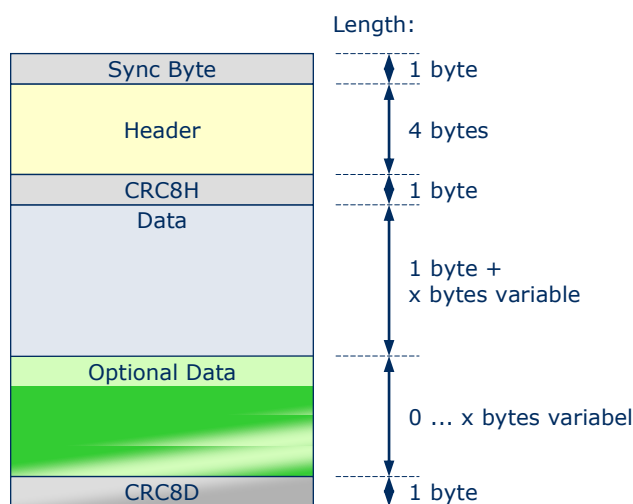 Length:
Sync Byte
1 byte
Header
4 bytes
CRC8H
1 byte
Data
1 byte +
x bytes variable
Optional Data
0 ... x bytes variabel
CRC8D
1 byte